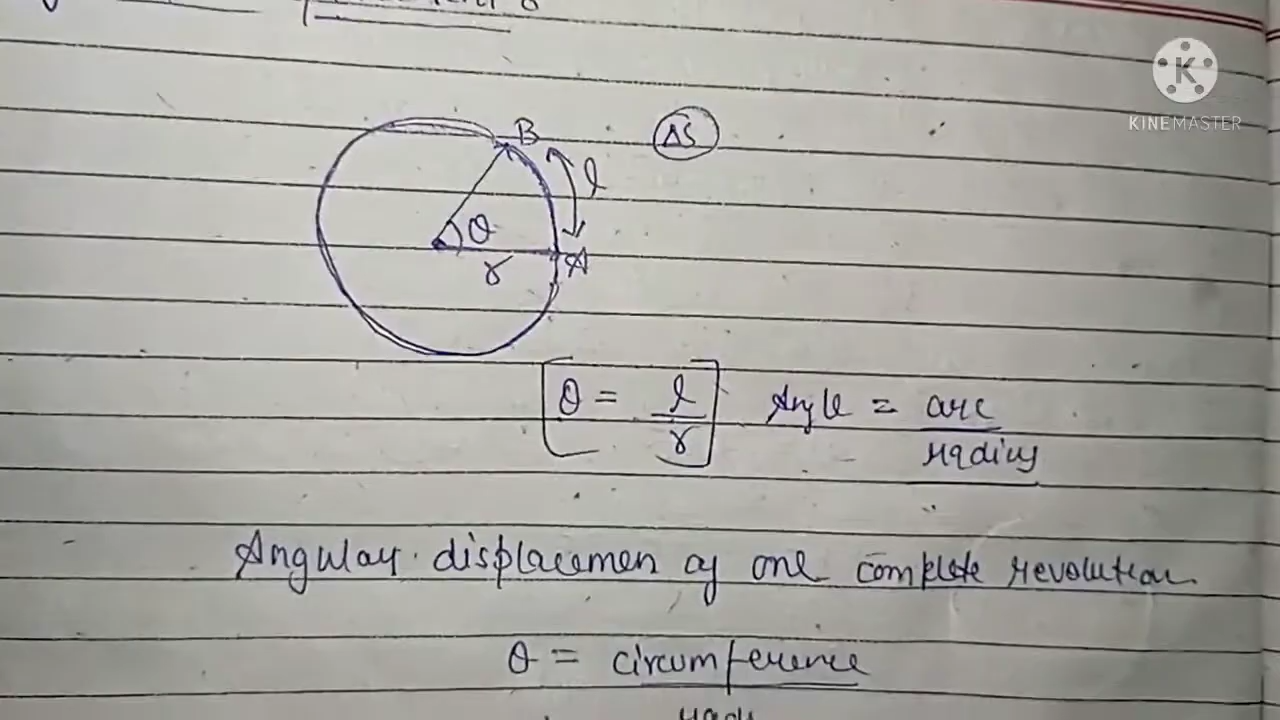 B
ΔS
l
θ
r
A
θ = l/r Angle = arc/radius
Angular displacemen of one complete revolution
θ = circumference
K
KINEMASTER